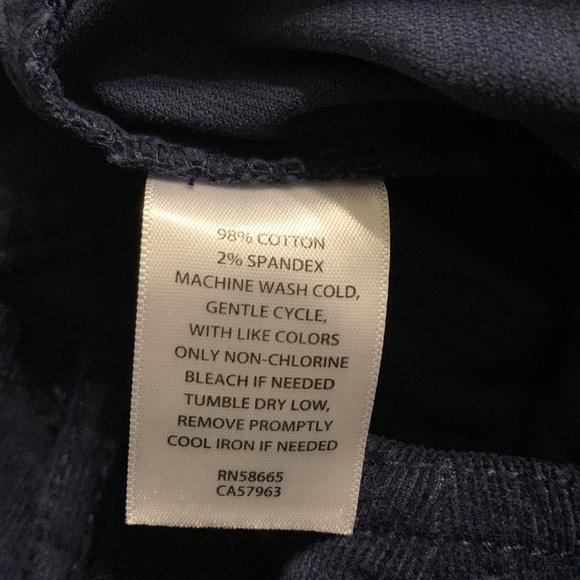 98% COTTON
2% SPANDEX
MACHINE WASH COLD,
GENTLE CYCLE,
WITH LIKE COLORS
ONLY NON-CHLORINE
BLEACH IF NEEDED
TUMBLE DRY LOW,
REMOVE PROMPTLY
COOL IRON IF NEEDED
RN58665
CA57963